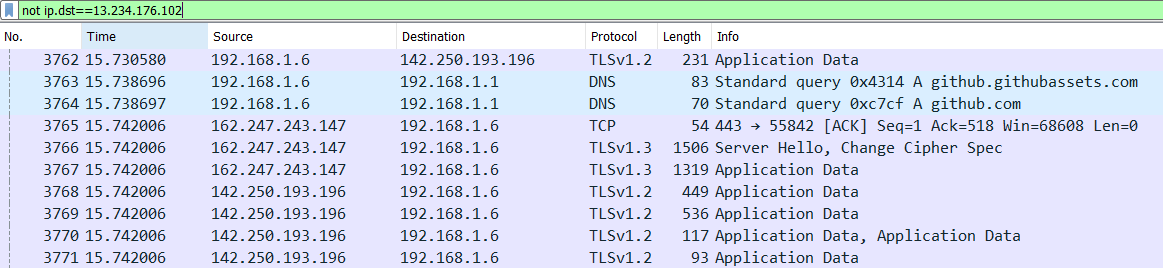 not ip.dst==13.234.176.102
No. Time Source Destination Protocol Length Info
3762 15.730580 192.168.1.6 142.250.193.196 TLSv1.2 231 Application Data
3763 15.738696 192.168.1.6 192.168.1.1 DNS 83 Standard query 0x4314 A github.githubassets.com
3764 15.738697 192.168.1.6 192.168.1.1 DNS 70 Standard query 0xc7cf A github.com
3765 15.742006 162.247.243.147 192.168.1.6 TCP 54 443 → 55842 [ACK] Seq=1 Ack=518 Win=68608 Len=0
3766 15.742006 162.247.243.147 192.168.1.6 TLSv1.3 1506 Server Hello, Change Cipher Spec
3767 15.742006 162.247.243.147 192.168.1.6 TLSv1.3 1319 Application Data
3768 15.742006 142.250.193.196 192.168.1.6 TLSv1.2 449 Application Data
3769 15.742006 142.250.193.196 192.168.1.6 TLSv1.2 536 Application Data
3770 15.742006 142.250.193.196 192.168.1.6 TLSv1.2 117 Application Data, Application Data
3771 15.742006 142.250.193.196 192.168.1.6 TLSv1.2 93 Application Data